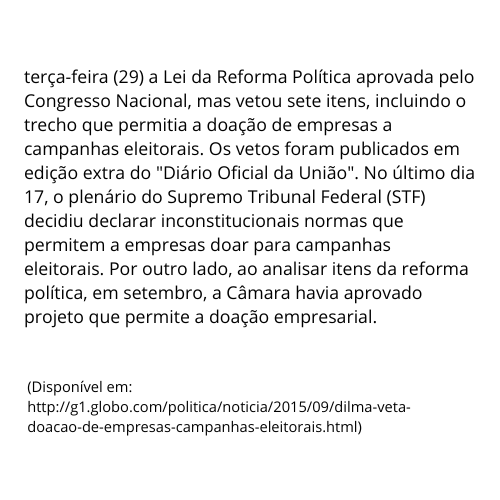 terça-feira (29) a Lei da Reforma Política aprovada pelo
Congresso Nacional, mas vetou sete itens, incluindo o
trecho que permitia a doação de empresas a
campanhas eleitorais. Os vetos foram publicados em
edição extra do "Diário Oficial da União". No último dia
17, o plenário do Supremo Tribunal Federal (STF)
decidiu declarar inconstitucionais normas que
permitem a empresas doar para campanhas
eleitorais. Por outro lado, ao analisar itens da reforma
política, em setembro, a Câmara havia aprovado
projeto que permite a doação empresarial.
(Disponível em:
http://g1.globo.com/politica/noticia/2015/09/dilma-veta-
doacao-de-empresas-campanhas-eleitorais.html)